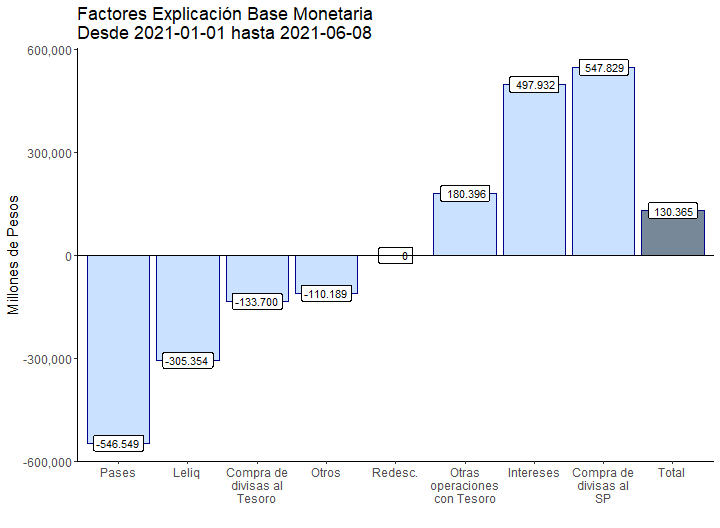 Factores Explicación Base Monetaria
Desde 2021-01-01 hasta 2021-06-08
Millones de Pesos
600,000
300,000
0
-300,000
-600,000
-546.549
-305.354
-133.700
-110.189
0
180.396
497.932
547.829
130.365
Pases
Leliq
Compra de
divisas al
Tesoro
Otros
Redesc.
Otras
operaciones
con Tesoro
Intereses
Compra de
divisas al
SP
Total